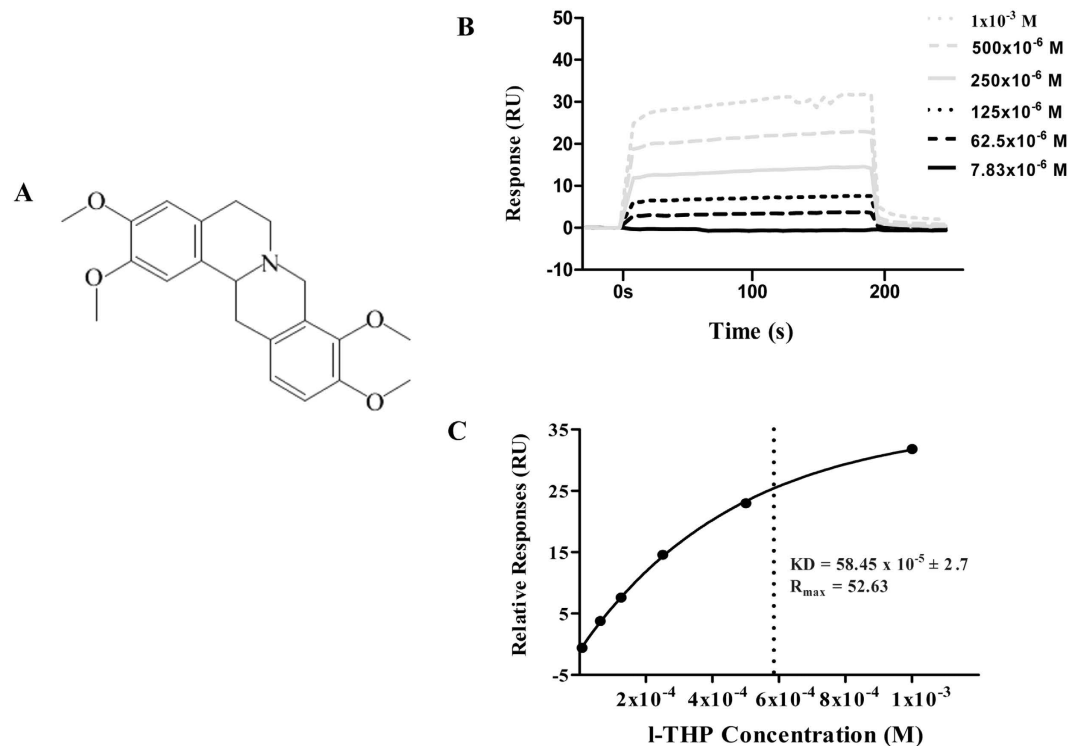 A
O
O
N
O
O
B
Response (RU)
50
40
30
20
10
0
-10
0s
100
200
Time (s)
1x10⁻³ M
500x10⁻⁶ M
250x10⁻⁶ M
125x10⁻⁶ M
62.5x10⁻⁶ M
7.83x10⁻⁶ M
C
Relative Responses (RU)
35
25
15
5
-5
KD = 58.45 x 10⁻⁵ ± 2.7
Rₘₐₓ = 52.63
2x10⁻⁴
4x10⁻⁴
6x10⁻⁴
8x10⁻⁴
1x10⁻³
l-THP Concentration (M)